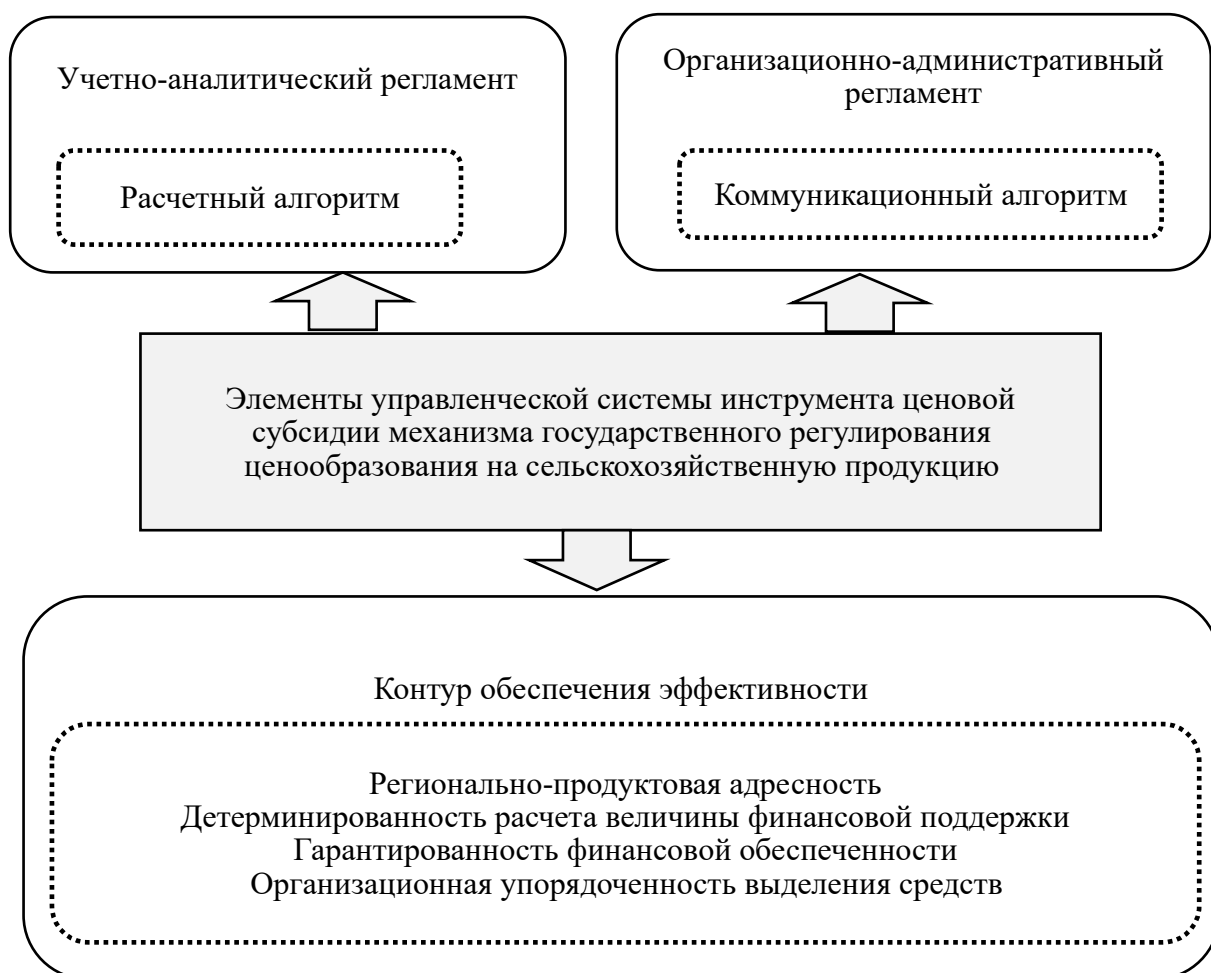 Учетно-аналитический регламент
Расчетный алгоритм
Организационно-административный
регламент
Коммуникационный алгоритм
Элементы управленческой системы инструмента ценовой
субсидии механизма государственного регулирования
ценообразования на сельскохозяйственную продукцию
Контур обеспечения эффективности
Регионально-продуктовая адресность
Детерминированность расчета величины финансовой поддержки
Гарантированность финансовой обеспеченности
Организационная упорядоченность выделения средств